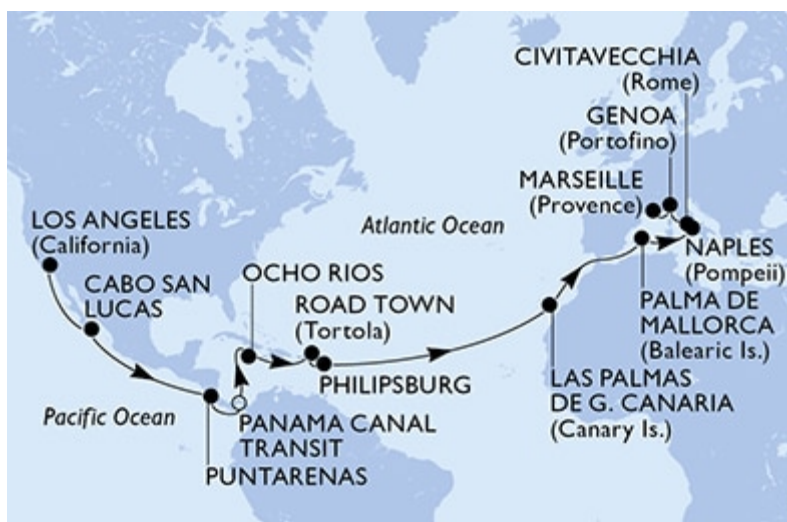 CIVITAVECCHIA
(Rome)
GENOA
(Portofino)
MARSEILLE
(Provence)
Atlantic Ocean
LOS ANGELES
(California)
CABO SAN
LUCAS
OCHO RIOS
ROAD TOWN
(Tortola)
NAPLES
(Pompeii)
PALMA DE
MALLORCA
(Balearic Is.)
PHILIPSBURG
LAS PALMAS
DE G. CANARIA
(Canary Is.)
Pacific Ocean
PANAMA CANAL
TRANSIT
PUNTARENAS